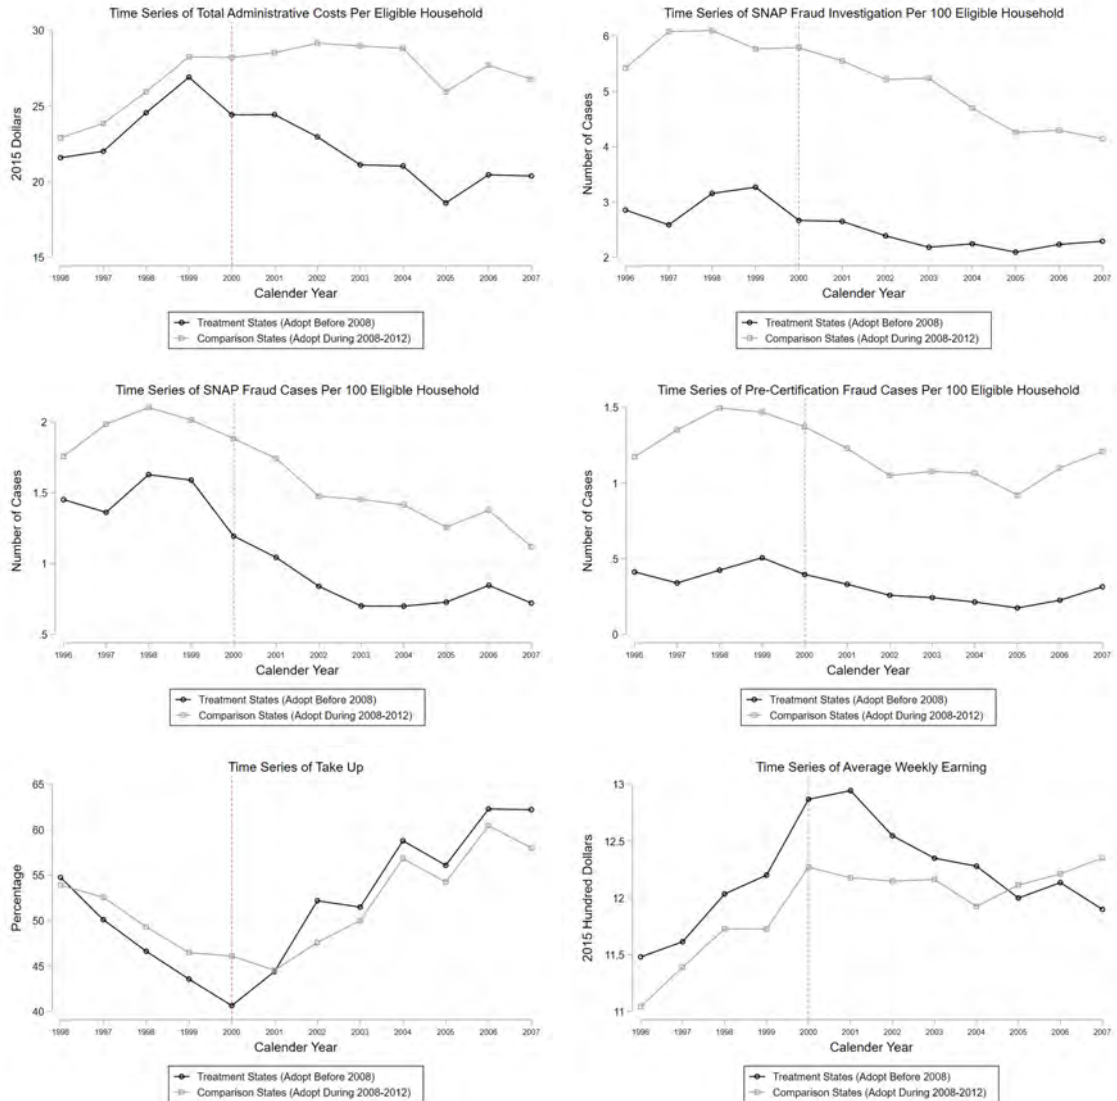 Time Series of Total Administrative Costs Per Eligible Household
30
25
20
15
2015 Dollars
1996 1997 1998 1999 2000 2001 2002 2003 2004 2005 2006 2007
Calender Year
Treatment States (Adopt Before 2008)
Comparison States (Adopt During 2008-2012)
Time Series of SNAP Fraud Investigation Per 100 Eligible Household
6
5
4
3
2
Number of Cases
1996 1997 1998 1999 2000 2001 2002 2003 2004 2005 2006 2007
Calender Year
Treatment States (Adopt Before 2008)
Comparison States (Adopt During 2008-2012)
Time Series of SNAP Fraud Cases Per 100 Eligible Household
2
1.5
1
.5
Number of Cases
1996 1997 1998 1999 2000 2001 2002 2003 2004 2005 2006 2007
Calender Year
Treatment States (Adopt Before 2008)
Comparison States (Adopt During 2008-2012)
Time Series of Pre-Certification Fraud Cases Per 100 Eligible Household
1.5
1
.5
0
Number of Cases
1996 1997 1998 1999 2000 2001 2002 2003 2004 2005 2006 2007
Calender Year
Treatment States (Adopt Before 2008)
Comparison States (Adopt During 2008-2012)
Time Series of Take Up
65
60
55
50
45
40
Percentage
1996 1997 1998 1999 2000 2001 2002 2003 2004 2005 2006 2007
Calender Year
Treatment States (Adopt Before 2008)
Comparison States (Adopt During 2008-2012)
Time Series of Average Weekly Earning
13
12.5
12
11.5
11
2015 Hundred Dollars
1996 1997 1998 1999 2000 2001 2002 2003 2004 2005 2006 2007
Calender Year
Treatment States (Adopt Before 2008)
Comparison States (Adopt During 2008-2012)